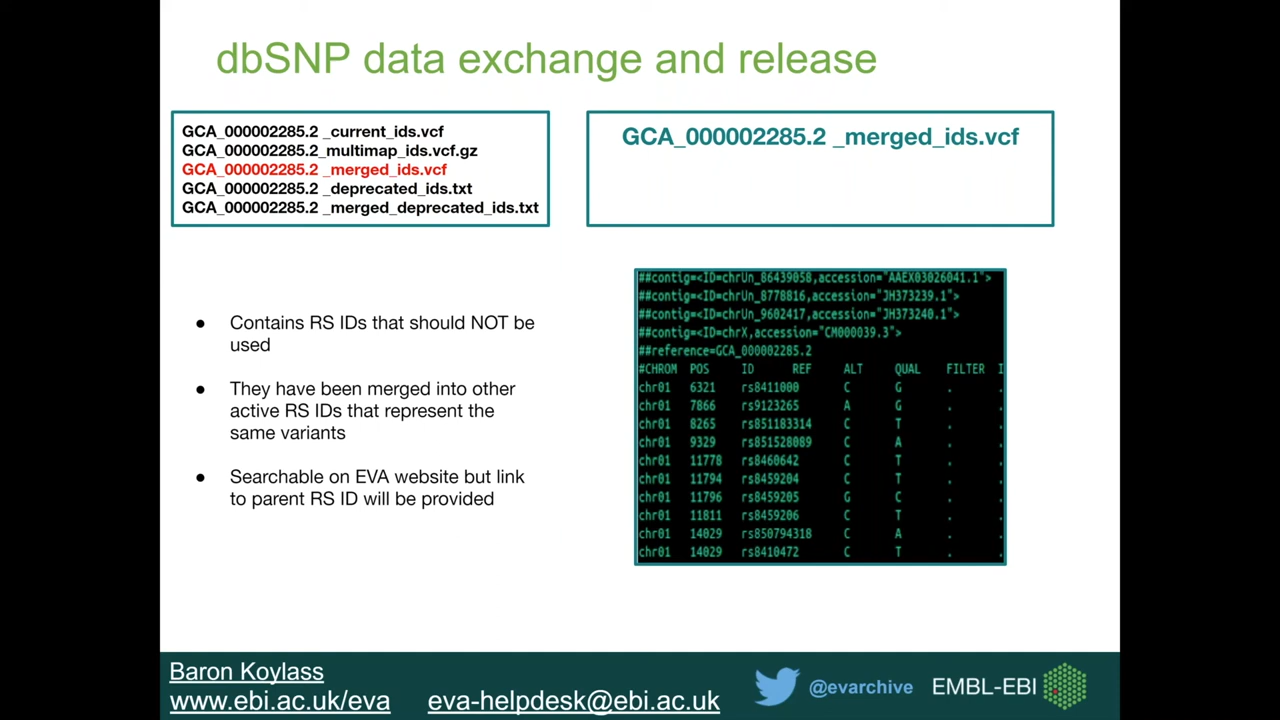 dbSNP data exchange and release
GCA_000002285.2 _current_ids.vcf
GCA_000002285.2_multimap_ids.vcf.gz
GCA_000002285.2 _merged_ids.vcf
GCA_000002285.2 _deprecated_ids.txt
GCA_000002285.2 _merged_deprecated_ids.txt
GCA_000002285.2 _merged_ids.vcf
● Contains RS IDs that should NOT be
used
● They have been merged into other
active RS IDs that represent the
same variants
● Searchable on EVA website but link
to parent RS ID will be provided
##contig=<ID=chrUn_86439058,accession="AAEX03026041.1">
##contig=<ID=chrUn_8778816,accession="JH373239.1">
##contig=<ID=chrUn_9602417,accession="JH373240.1">
##contig=<ID=chrX,accession="CM000039.3">
##reference=GCA_000002285.2
#CHROM POS ID REF ALT QUAL FILTER I
chr01 6321 rs8411000 C G . .
chr01 7866 rs9123265 A G . .
chr01 8265 rs851183314 C T . .
chr01 9329 rs851528089 C A . .
chr01 11778 rs8460642 C T . .
chr01 11794 rs8459204 C T . .
chr01 11796 rs8459205 G C . .
chr01 11811 rs8459206 C T . .
chr01 14029 rs850794318 C A . .
chr01 14029 rs8410472 C T . .
Baron Koylass
www.ebi.ac.uk/eva eva-helpdesk@ebi.ac.uk
@evarchive
EMBL-EBI